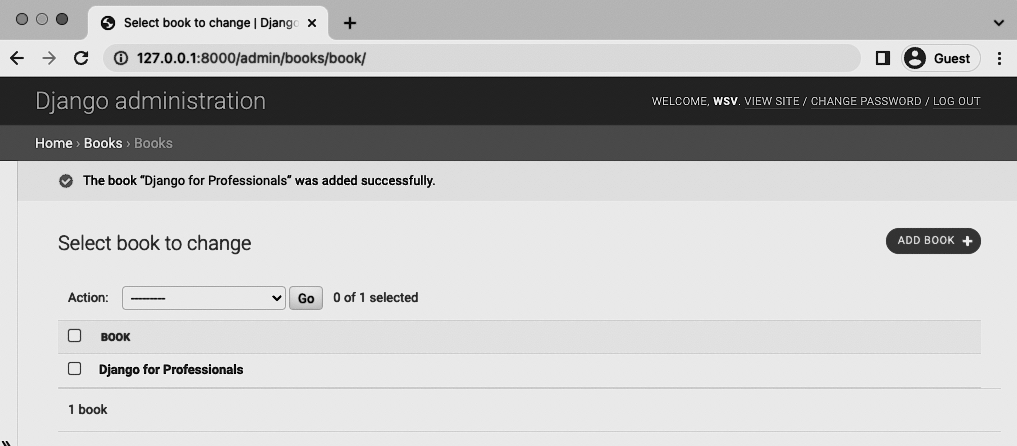 Select book to change | Djang
127.0.0.1:8000/admin/books/book/
Guest
Django administration
WELCOME, WSV. VIEW SITE / CHANGE PASSWORD / LOG OUT
Home › Books › Books
The book “Django for Professionals” was added successfully.
Select book to change
ADD BOOK +
Action: --------- Go 0 of 1 selected
BOOK
Django for Professionals
1 book
»